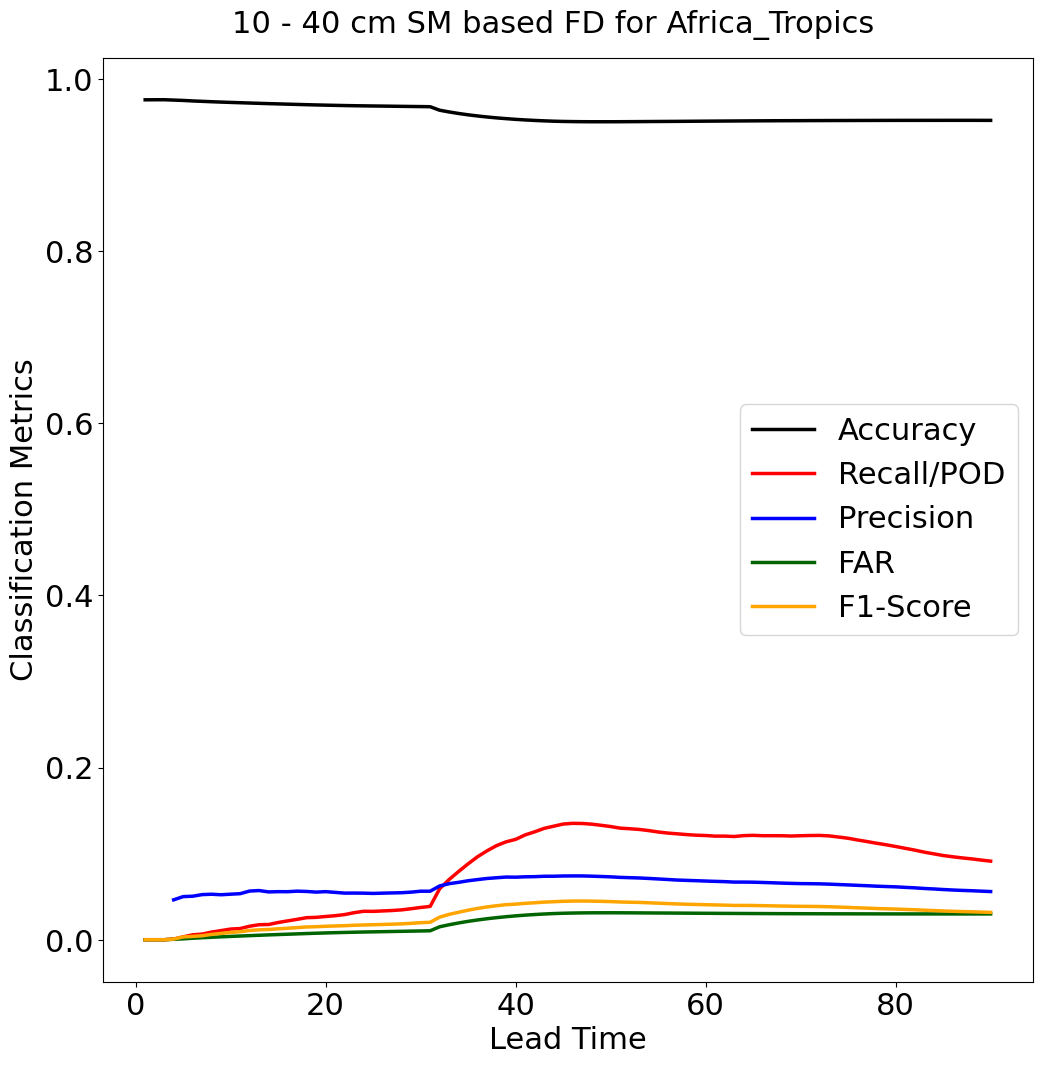 10 - 40 cm SM based FD for Africa_Tropics
1.0
0.8
0.6
0.4
0.2
0.0
Classification Metrics
Accuracy
Recall/POD
Precision
FAR
F1-Score
0 20 40 60 80
Lead Time